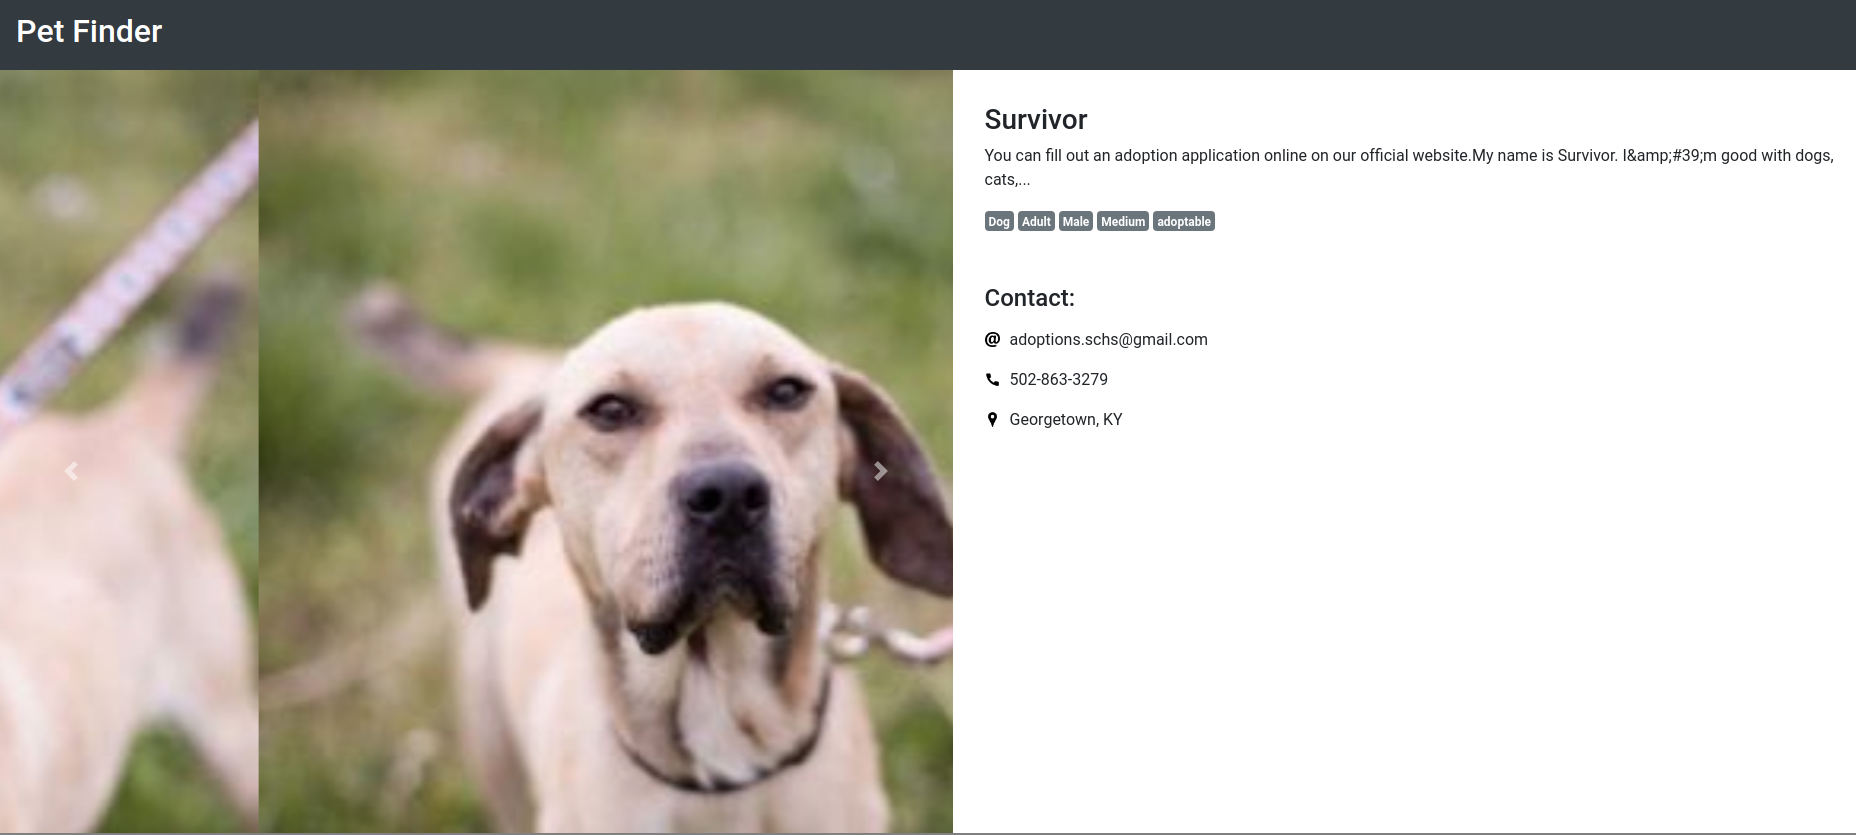 Pet Finder
Survivor
You can fill out an adoption application online on our official website.My name is Survivor. I&amp;#39;m good with dogs,
cats,...
Dog Adult Male Medium adoptable
Contact:
@ adoptions.schs@gmail.com
502-863-3279
Georgetown, KY